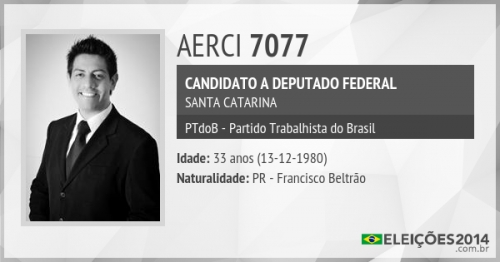 AERCI 7077
CANDIDATO A DEPUTADO FEDERAL
SANTA CATARINA
PTdoB - Partido Trabalhista do Brasil
Idade: 33 anos (13-12-1980)
Naturalidade: PR - Francisco Beltrão
ELEIÇÕES2014
.com.br